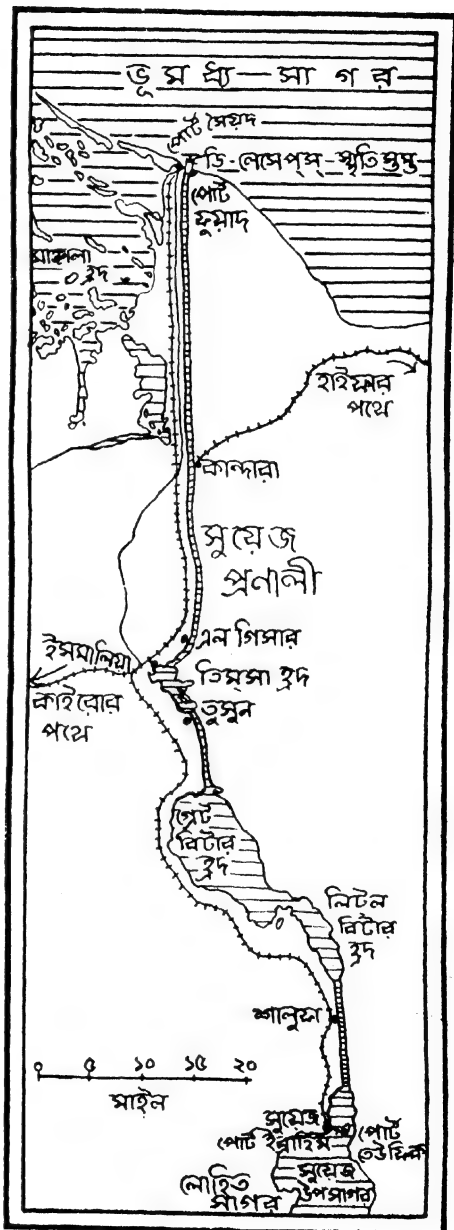 ভূমধ্য-সাগর
পোর্ট সৈয়দ
ডি-লেসেপ্স্-স্মৃতিস্তম্ভ
পোর্ট
ফুয়াদ
মাঞ্জালা
হ্রদ
হাইফার
পথে
কান্দারা
সুয়েজ
প্রণালী
এল গিসার
ইসমালিয়া
তিম্সা হ্রদ
কাইরোর
পথে
তুসুন
গ্রেট
বিটার
হ্রদ
লিটল
বিটার
হ্রদ
শালুফা
০ ৫ ১০ ১৫ ২০
মাইল
সুয়েজ
পোর্ট ইব্রাহিম
পোর্ট
তেউফিক
লোহিত
সাগর
সুয়েজ
উপসাগর